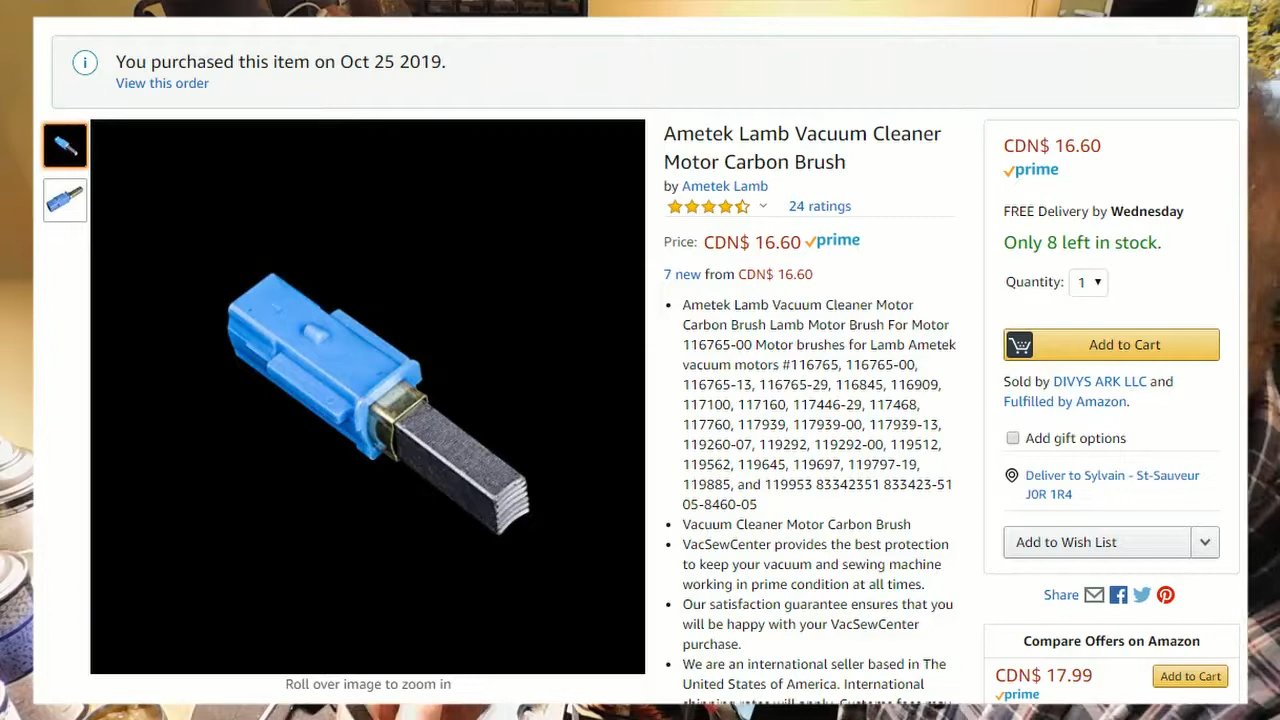 You purchased this item on Oct 25 2019.
View this order
Ametek Lamb Vacuum Cleaner
Motor Carbon Brush
by Ametek Lamb
24 ratings
Price: CDN$ 16.60 prime
7 new from CDN$ 16.60
Ametek Lamb Vacuum Cleaner Motor
Carbon Brush Lamb Motor Brush For Motor
116765-00 Motor brushes for Lamb Ametek
vacuum motors #116765, 116765-00,
116765-13, 116765-29, 116845, 116909,
117100, 117160, 117446-29, 117468,
117760, 117939, 117939-00, 117939-13,
119260-07, 119292, 119292-00, 119512,
119562, 119645, 119697, 119797-19,
119885, and 119953 83342351 833423-51
05-8460-05
Vacuum Cleaner Motor Carbon Brush
VacSewCenter provides the best protection
to keep your vacuum and sewing machine
working in prime condition at all times.
Our satisfaction guarantee ensures that you
will be happy with your VacSewCenter
purchase.
We are an international seller based in The
United States of America. International
Roll over image to zoom in
CDN$ 16.60
prime
FREE Delivery by Wednesday
Only 8 left in stock.
Quantity: 1
Add to Cart
Sold by DIVYS ARK LLC and
Fulfilled by Amazon.
Add gift options
Deliver to Sylvain - St-Sauveur
J0R 1R4
Add to Wish List
Share
Compare Offers on Amazon
CDN$ 17.99
Add to Cart
prime